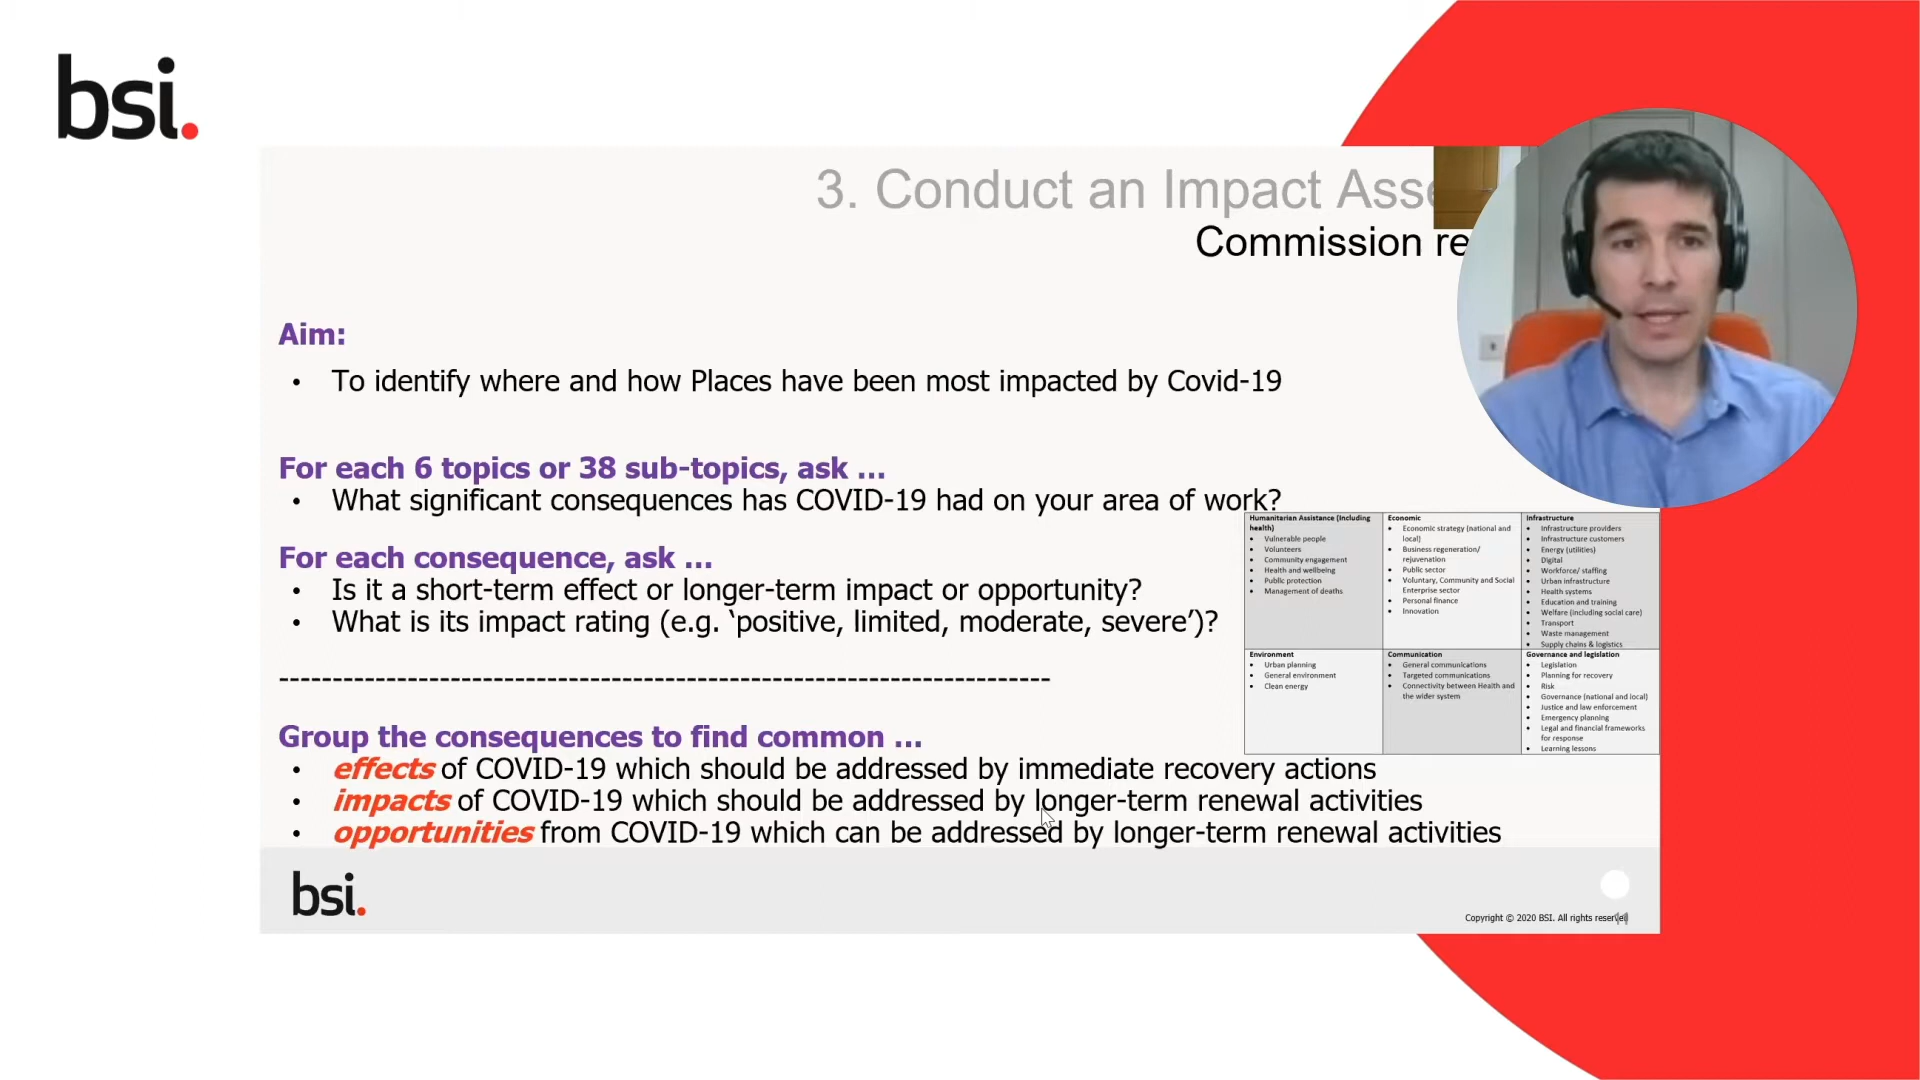 bsi.
3. Conduct an Impact Asse
Commission re
Aim:
• To identify where and how Places have been most impacted by Covid-19
For each 6 topics or 38 sub-topics, ask ...
• What significant consequences has COVID-19 had on your area of work?
For each consequence, ask ...
• Is it a short-term effect or longer-term impact or opportunity?
• What is its impact rating (e.g. ‘positive, limited, moderate, severe’)?
Humanitarian Assistance (Including
health)
• Vulnerable people
• Volunteers
• Community engagement
• Health and wellbeing
• Public protection
• Management of deaths
Economic
• Economic strategy (national and
local)
• Business regeneration/
rejuvenation
• Public sector
• Voluntary, Community and Social
Enterprise sector
• Personal finance
• Innovation
Infrastructure
• Infrastructure providers
• Infrastructure customers
• Energy (utilities)
• Digital
• Workforce/ staffing
• Urban infrastructure
• Health systems
• Education and training
• Welfare (including social care)
• Transport
• Waste management
• Supply chains & logistics
Environment
• Urban planning
• General environment
• Clean energy
Communication
• General communications
• Targeted communications
• Connectivity between Health and
the wider system
Governance and legislation
• Legislation
• Planning for recovery
• Risk
• Governance (national and local)
• Justice and law enforcement
• Emergency planning
• Legal and financial frameworks
for response
• Learning lessons
------------------------------------------------------------------------
Group the consequences to find common ...
• effects of COVID-19 which should be addressed by immediate recovery actions
• impacts of COVID-19 which should be addressed by longer-term renewal activities
• opportunities from COVID-19 which can be addressed by longer-term renewal activities
bsi.
Copyright © 2020 BSI. All rights reserved